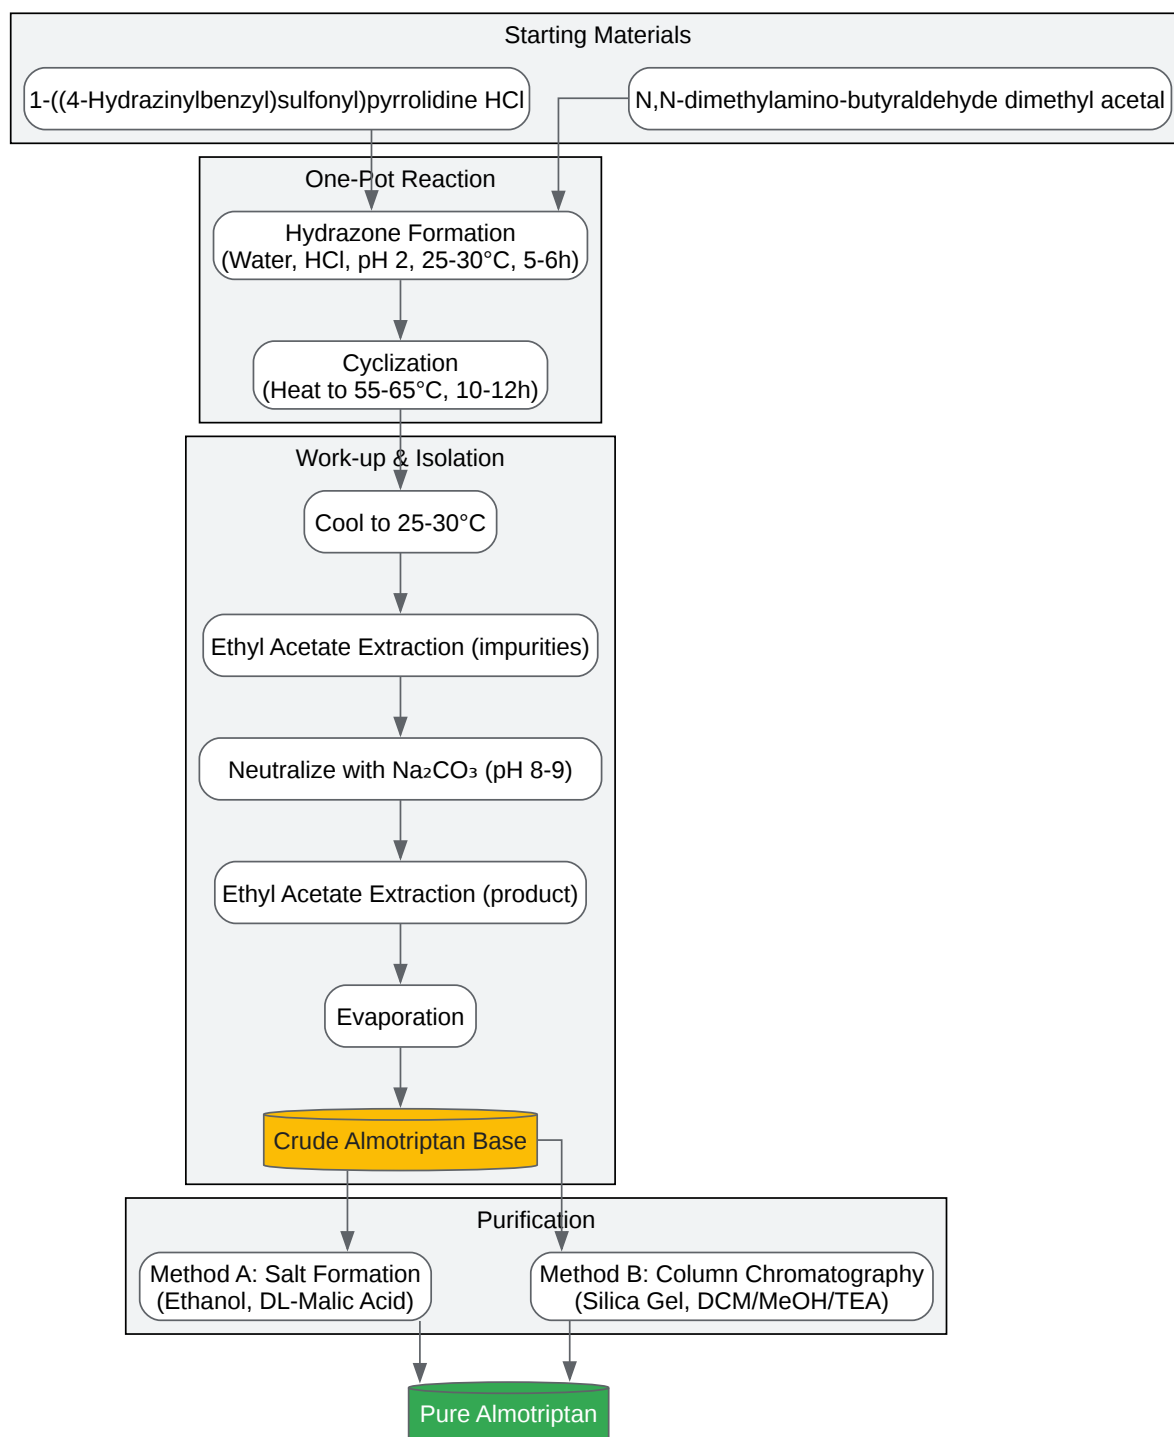 Starting Materials
1-((4-Hydrazinylbenzyl)sulfonyl)pyrrolidine HCl
N,N-dimethylamino-butyraldehyde dimethyl acetal
One-Pot Reaction
Hydrazone Formation
(Water, HCl, pH 2, 25-30°C, 5-6h)
Cyclization
(Heat to 55-65°C, 10-12h)
Work-up & Isolation
Cool to 25-30°C
Ethyl Acetate Extraction (impurities)
Neutralize with Na₂CO₃ (pH 8-9)
Ethyl Acetate Extraction (product)
Evaporation
Crude Almotriptan Base
Purification
Method A: Salt Formation
(Ethanol, DL-Malic Acid)
Method B: Column Chromatography
(Silica Gel, DCM/MeOH/TEA)
Pure Almotriptan